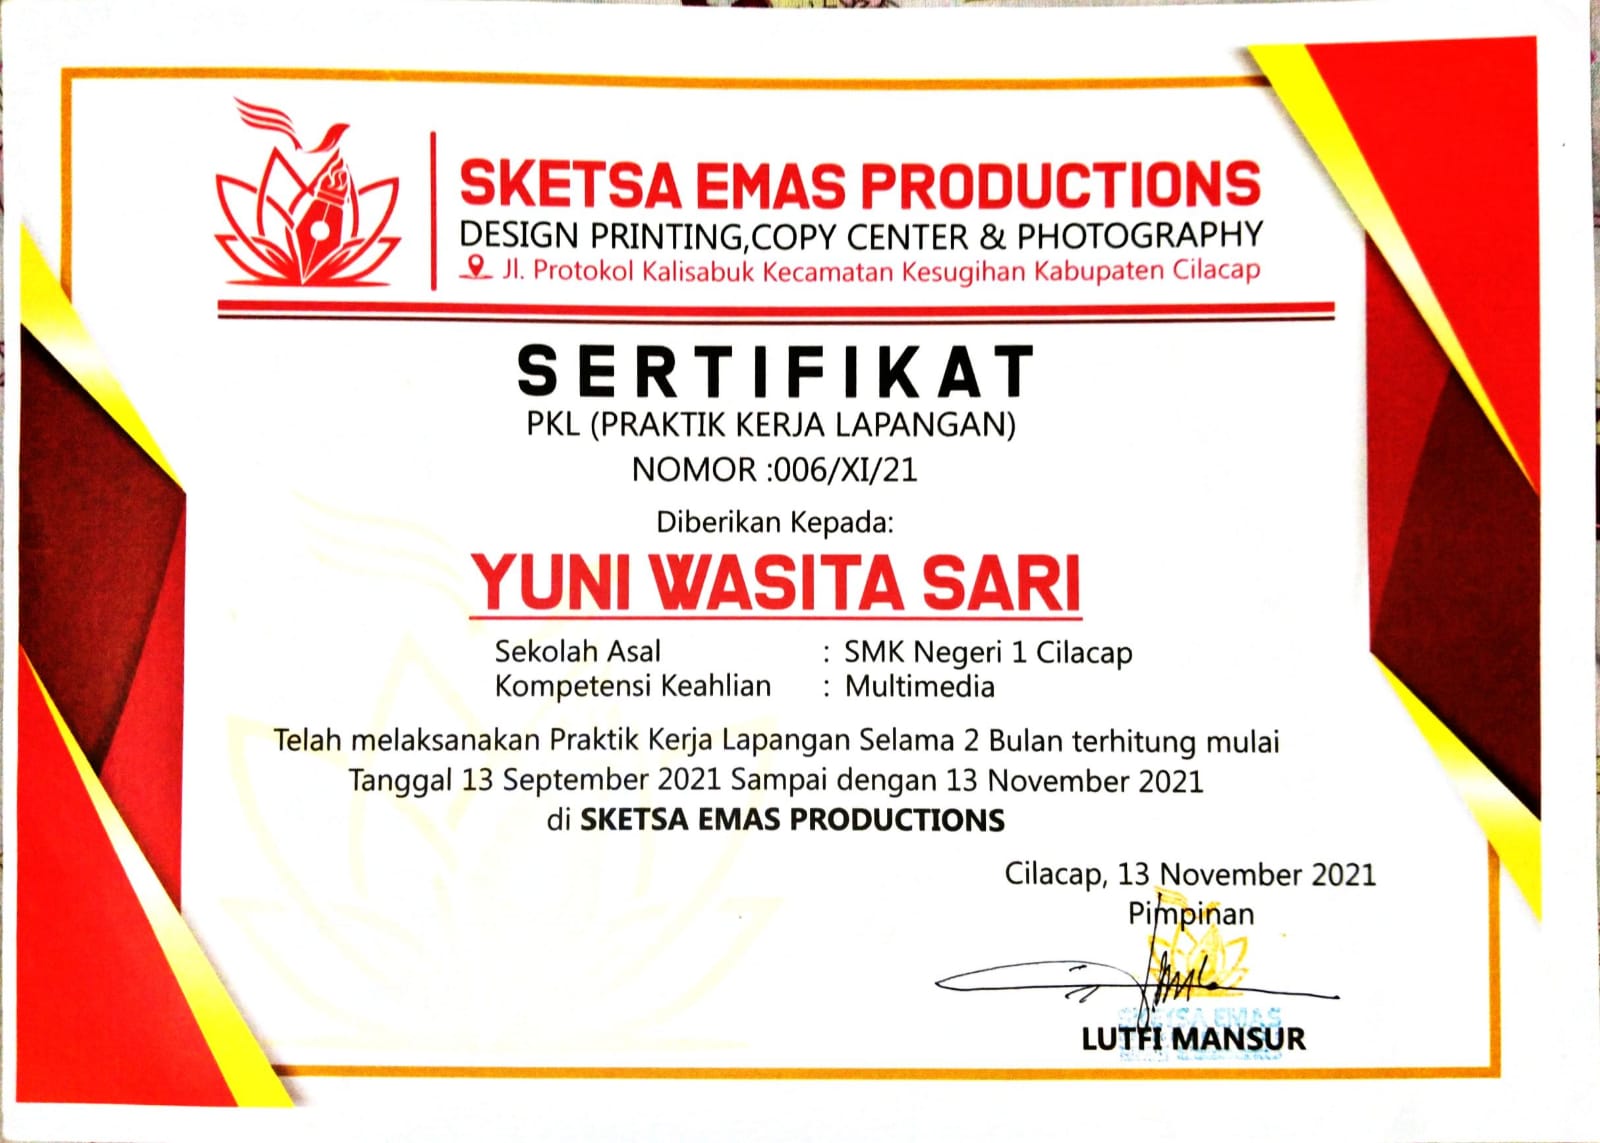 SKETSA EMAS PRODUCTIONS
DESIGN PRINTING,COPY CENTER & PHOTOGRAPHY
Jl. Protokol Kalisabuk Kecamatan Kesugihan Kabupaten Cilacap
SERTIFIKAT
PKL (PRAKTIK KERJA LAPANGAN)
NOMOR :006/XI/21
Diberikan Kepada:
YUNI WASITA SARI
Sekolah Asal : SMK Negeri 1 Cilacap
Kompetensi Keahlian : Multimedia
Telah melaksanakan Praktik Kerja Lapangan Selama 2 Bulan terhitung mulai
Tanggal 13 September 2021 Sampai dengan 13 November 2021
di SKETSA EMAS PRODUCTIONS
Cilacap, 13 November 2021
Pimpinan
SKETSA EMAS
LUTFI MANSUR